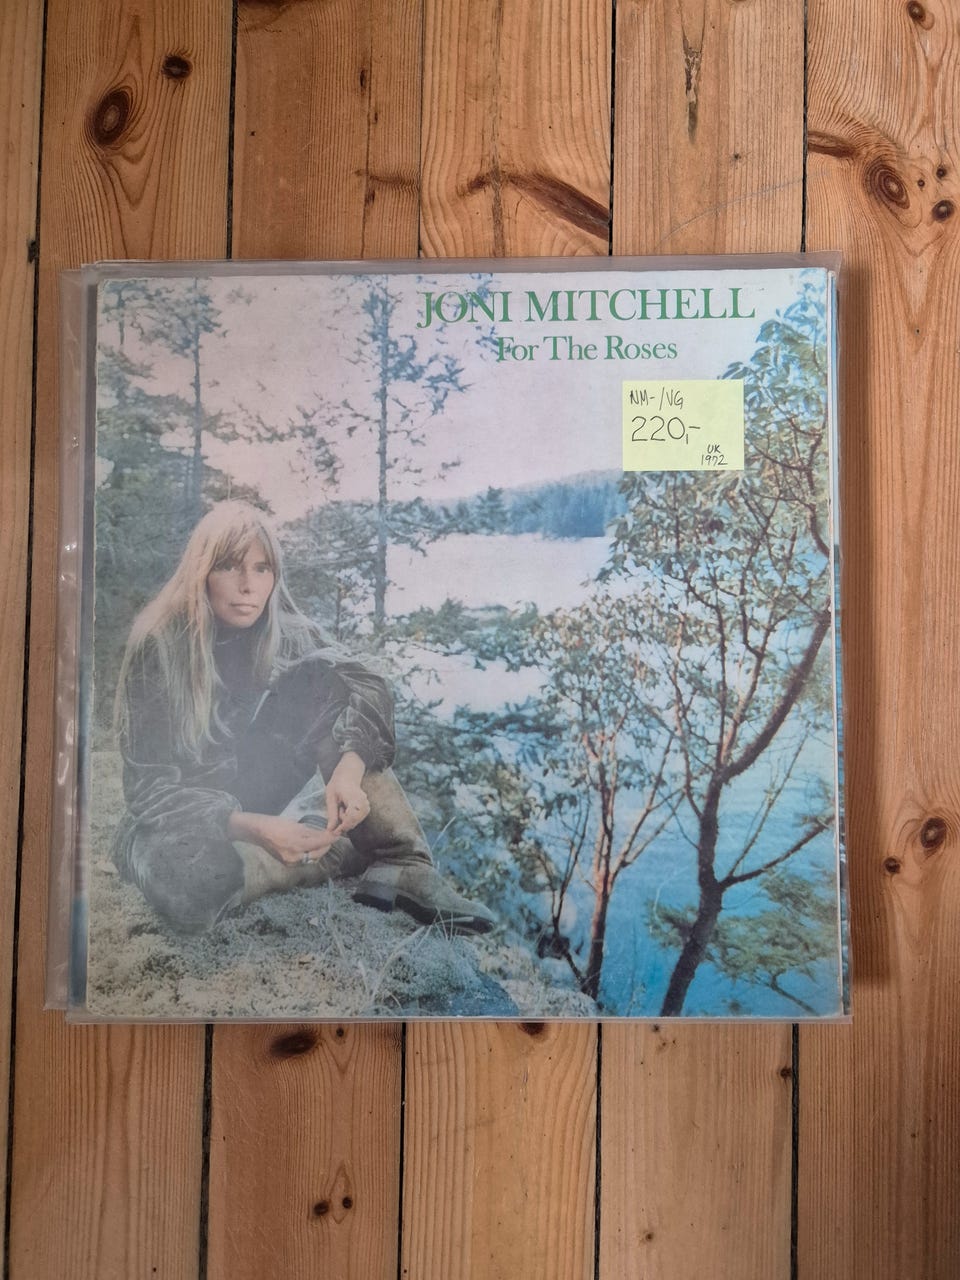 JONI MITCHELL
For The Roses
NM-/VG
220,-
UK
1972